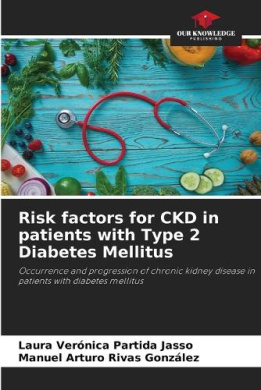 OUR KNOWLEDGE
PUBLISHING
Risk factors for CKD in
patients with Type 2
Diabetes Mellitus
Occurrence and progression of chronic kidney disease in
patients with diabetes mellitus
Laura Verónica Partida Jasso
Manuel Arturo Rivas González